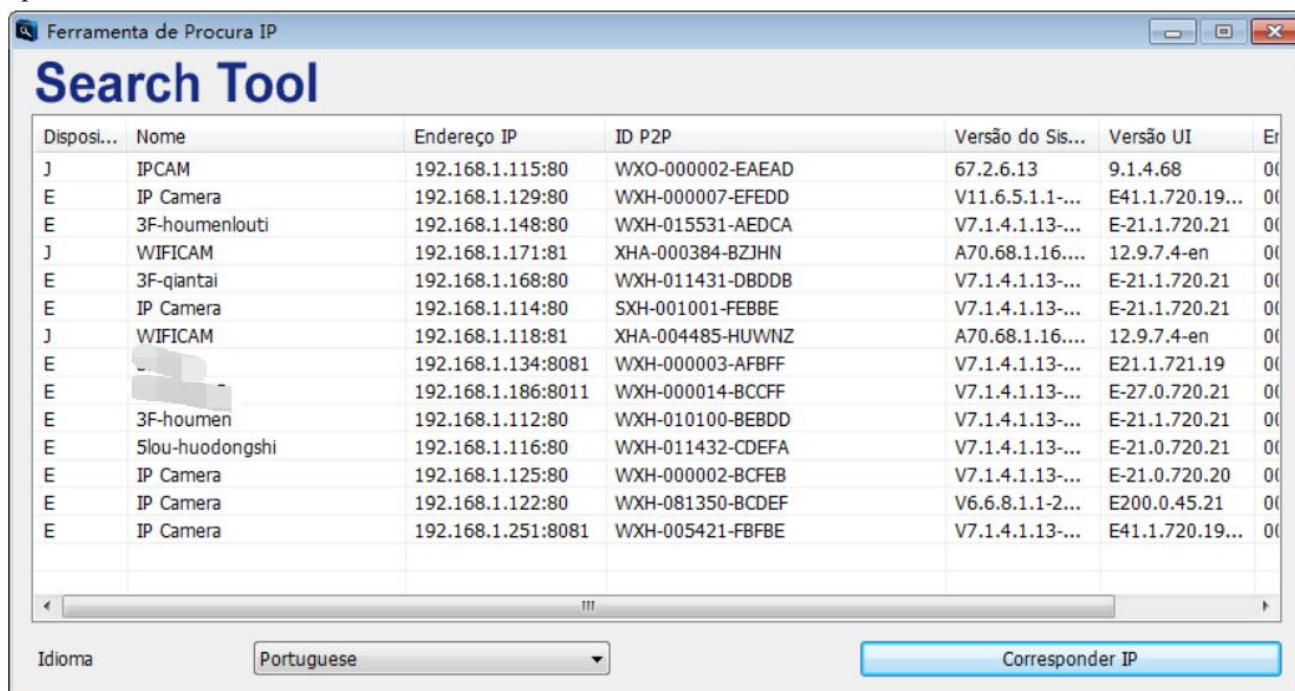 Ferramenta de Procura IP
Search Tool
Disposi... Nome Endereço IP ID P2P Versão do Sis... Versão UI
J IPCAM 192.168.1.115:80 WXO-000002-EAEAD 67.2.6.13 9.1.4.68
E IP Camera 192.168.1.129:80 WXH-000007-EFEDD V11.6.5.1.1-... E41.1.720.19...
E 3F-houmenlouti 192.168.1.148:80 WXH-015531-AEDCA V7.1.4.1.13-... E-21.1.720.21
J WIFICAM 192.168.1.171:81 XHA-000384-BZJHN A70.68.1.16.... 12.9.7.4-en
E 3F-qiantai 192.168.1.168:80 WXH-011431-DBDDB V7.1.4.1.13-... E-21.1.720.21
E IP Camera 192.168.1.114:80 SXH-001001-FEBBE V7.1.4.1.13-... E-21.1.720.21
J WIFICAM 192.168.1.118:81 XHA-004485-HUWNZ A70.68.1.16.... 12.9.7.4-en
E 192.168.1.134:8081 WXH-000003-AFBFF V7.1.4.1.13-... E21.1.721.19
E 192.168.1.186:8011 WXH-000014-BCCFF V7.1.4.1.13-... E-27.0.720.21
E 3F-houmen 192.168.1.112:80 WXH-010100-BEBDD V7.1.4.1.13-... E-21.1.720.21
E 5lou-huodongshi 192.168.1.116:80 WXH-011432-CDEFA V7.1.4.1.13-... E-21.0.720.21
E IP Camera 192.168.1.125:80 WXH-000002-BCFEB V7.1.4.1.13-... E-21.0.720.20
E IP Camera 192.168.1.122:80 WXH-081350-BCDEF V6.6.8.1.1-2... E200.0.45.21
E IP Camera 192.168.1.251:8081 WXH-005421-FBFBE V7.1.4.1.13-... E41.1.720.19...
Idioma Portuguese Corresponder IP